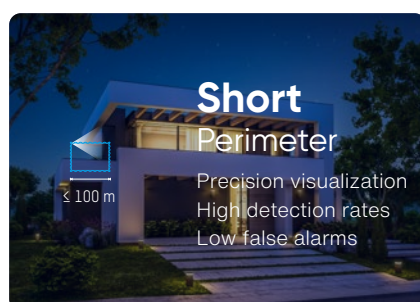 Short
Perimeter
Precision visualization
High detection rates
Low false alarms
≤ 100 m